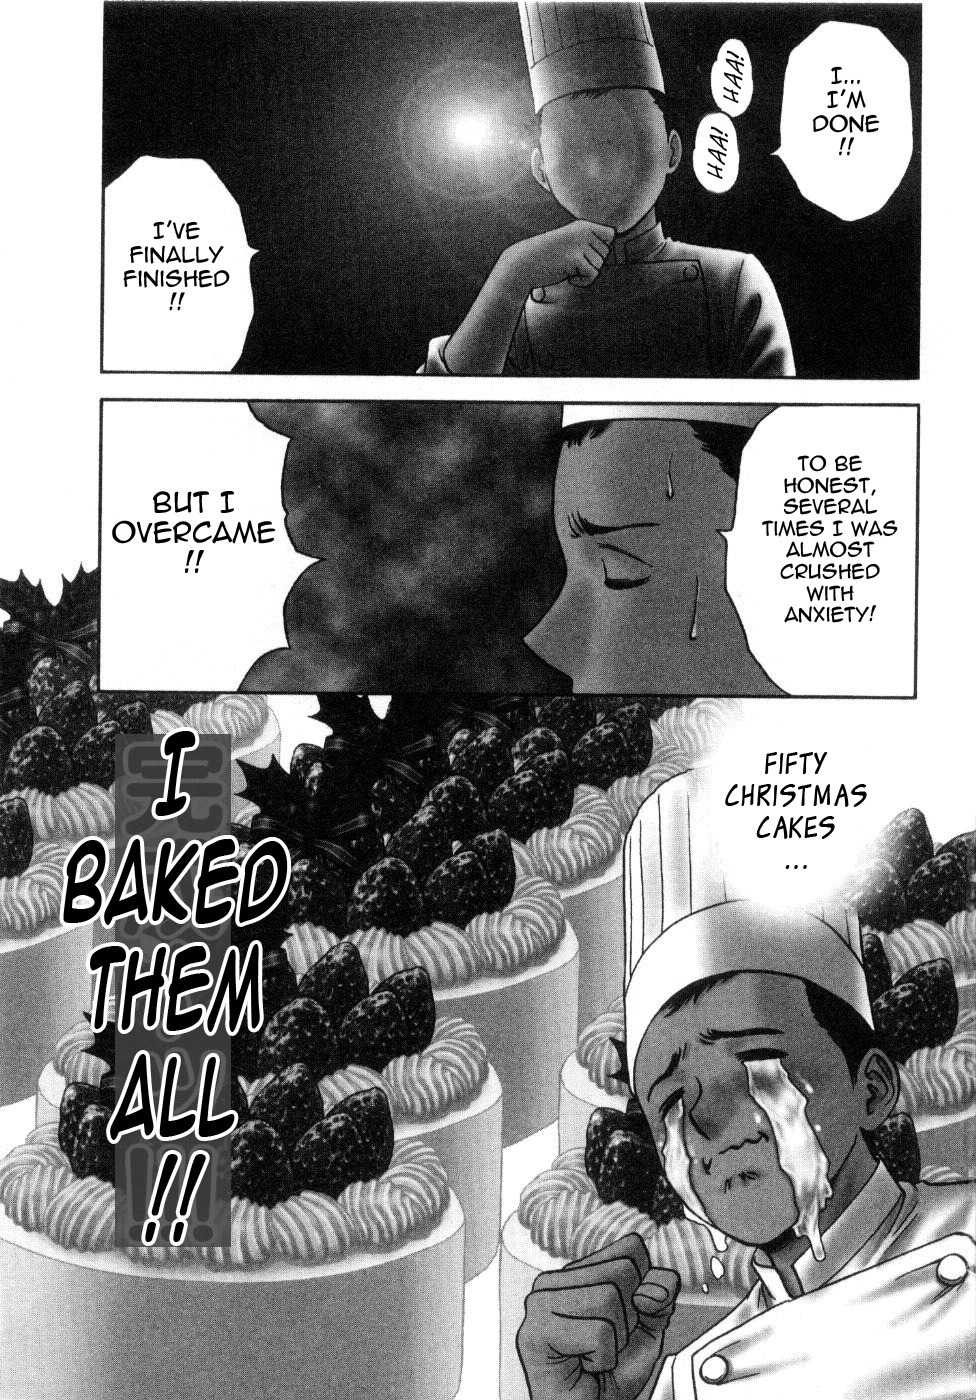 I...
I'M
DONE
!!
HAA!
HAA!
I'VE
FINALLY
FINISHED
!!
TO BE
HONEST,
SEVERAL
TIMES I WAS
ALMOST
CRUSHED
WITH
ANXIETY!
BUT I
OVERCAME
!!
FIFTY
CHRISTMAS
CAKES
...
I
BAKED
THEM
ALL
!!